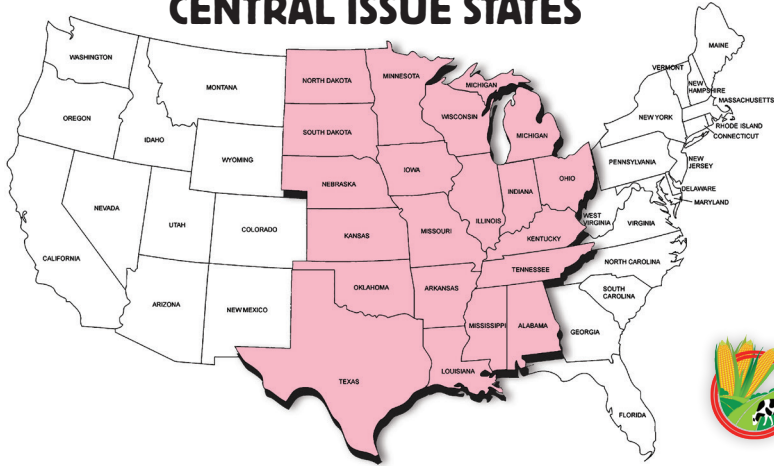 CENTRAL ISSUE STATES
WASHINGTON
MONTANA
NORTH DAKOTA
MINNESOTA
MICHIGAN
MAINE
VERMONT
NEW
HAMPSHIRE
MASSACHUSETTS
OREGON
IDAHO
WYOMING
SOUTH DAKOTA
WISCONSIN
MICHIGAN
NEW YORK
RHODE ISLAND
CONNECTICUT
NEVADA
UTAH
COLORADO
NEBRASKA
IOWA
ILLINOIS
INDIANA
OHIO
PENNSYLVANIA
NEW
JERSEY
DELAWARE
MARYLAND
WEST
VIRGINIA
VIRGINIA
CALIFORNIA
KANSAS
MISSOURI
KENTUCKY
NORTH CAROLINA
TENNESSEE
ARIZONA
NEW MEXICO
OKLAHOMA
ARKANSAS
SOUTH
CAROLINA
MISSISSIPPI
ALABAMA
GEORGIA
TEXAS
LOUISIANA
FLORIDA